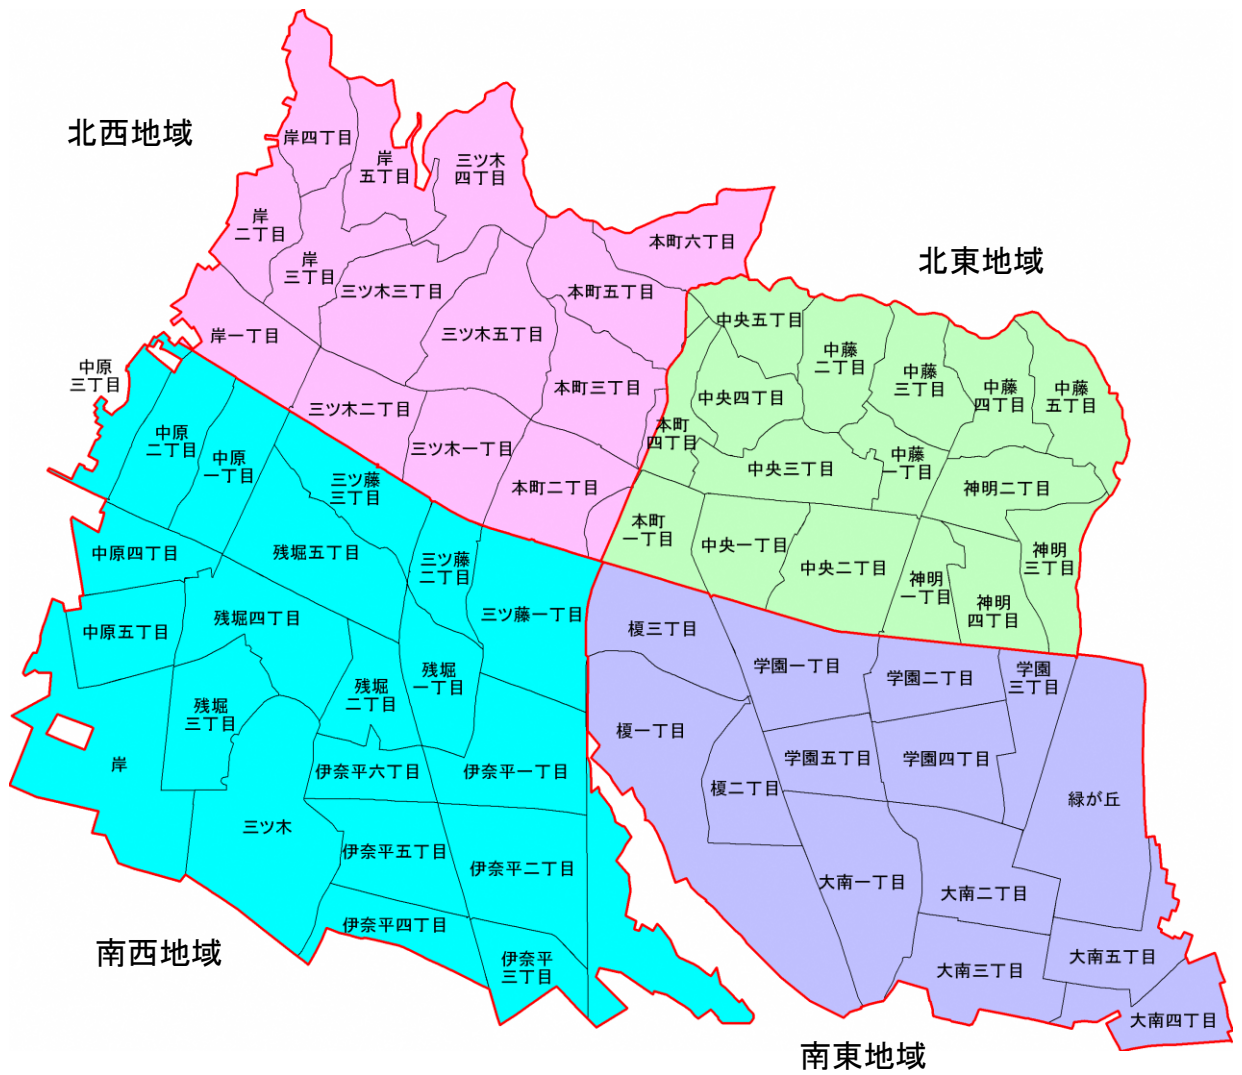 北西地域
岸四丁目
岸
五丁目
三ツ木
四丁目
岸
二丁目
岸
三丁目
三ツ木三丁目
本町六丁目
本町五丁目
岸一丁目
三ツ木五丁目
本町三丁目
三ツ木二丁目
三ツ木一丁目
本町二丁目
北東地域
中央五丁目
中藤
二丁目
中藤
三丁目
中藤
四丁目
中藤
五丁目
中央四丁目
本町
四丁目
中央三丁目
中藤
一丁目
神明二丁目
本町
一丁目
中央一丁目
中央二丁目
神明
一丁目
神明
三丁目
神明
四丁目
中原
三丁目
中原
二丁目
中原
一丁目
三ツ藤
三丁目
中原四丁目
残堀五丁目
三ツ藤
二丁目
三ツ藤一丁目
中原五丁目
残堀四丁目
残堀
一丁目
残堀
二丁目
残堀
三丁目
岸
伊奈平六丁目
伊奈平一丁目
三ツ木
伊奈平五丁目
伊奈平二丁目
伊奈平四丁目
伊奈平
三丁目
南西地域
榎三丁目
学園一丁目
学園二丁目
学園
三丁目
榎一丁目
学園五丁目
学園四丁目
榎二丁目
緑が丘
大南一丁目
大南二丁目
大南三丁目
大南五丁目
大南四丁目
南東地域